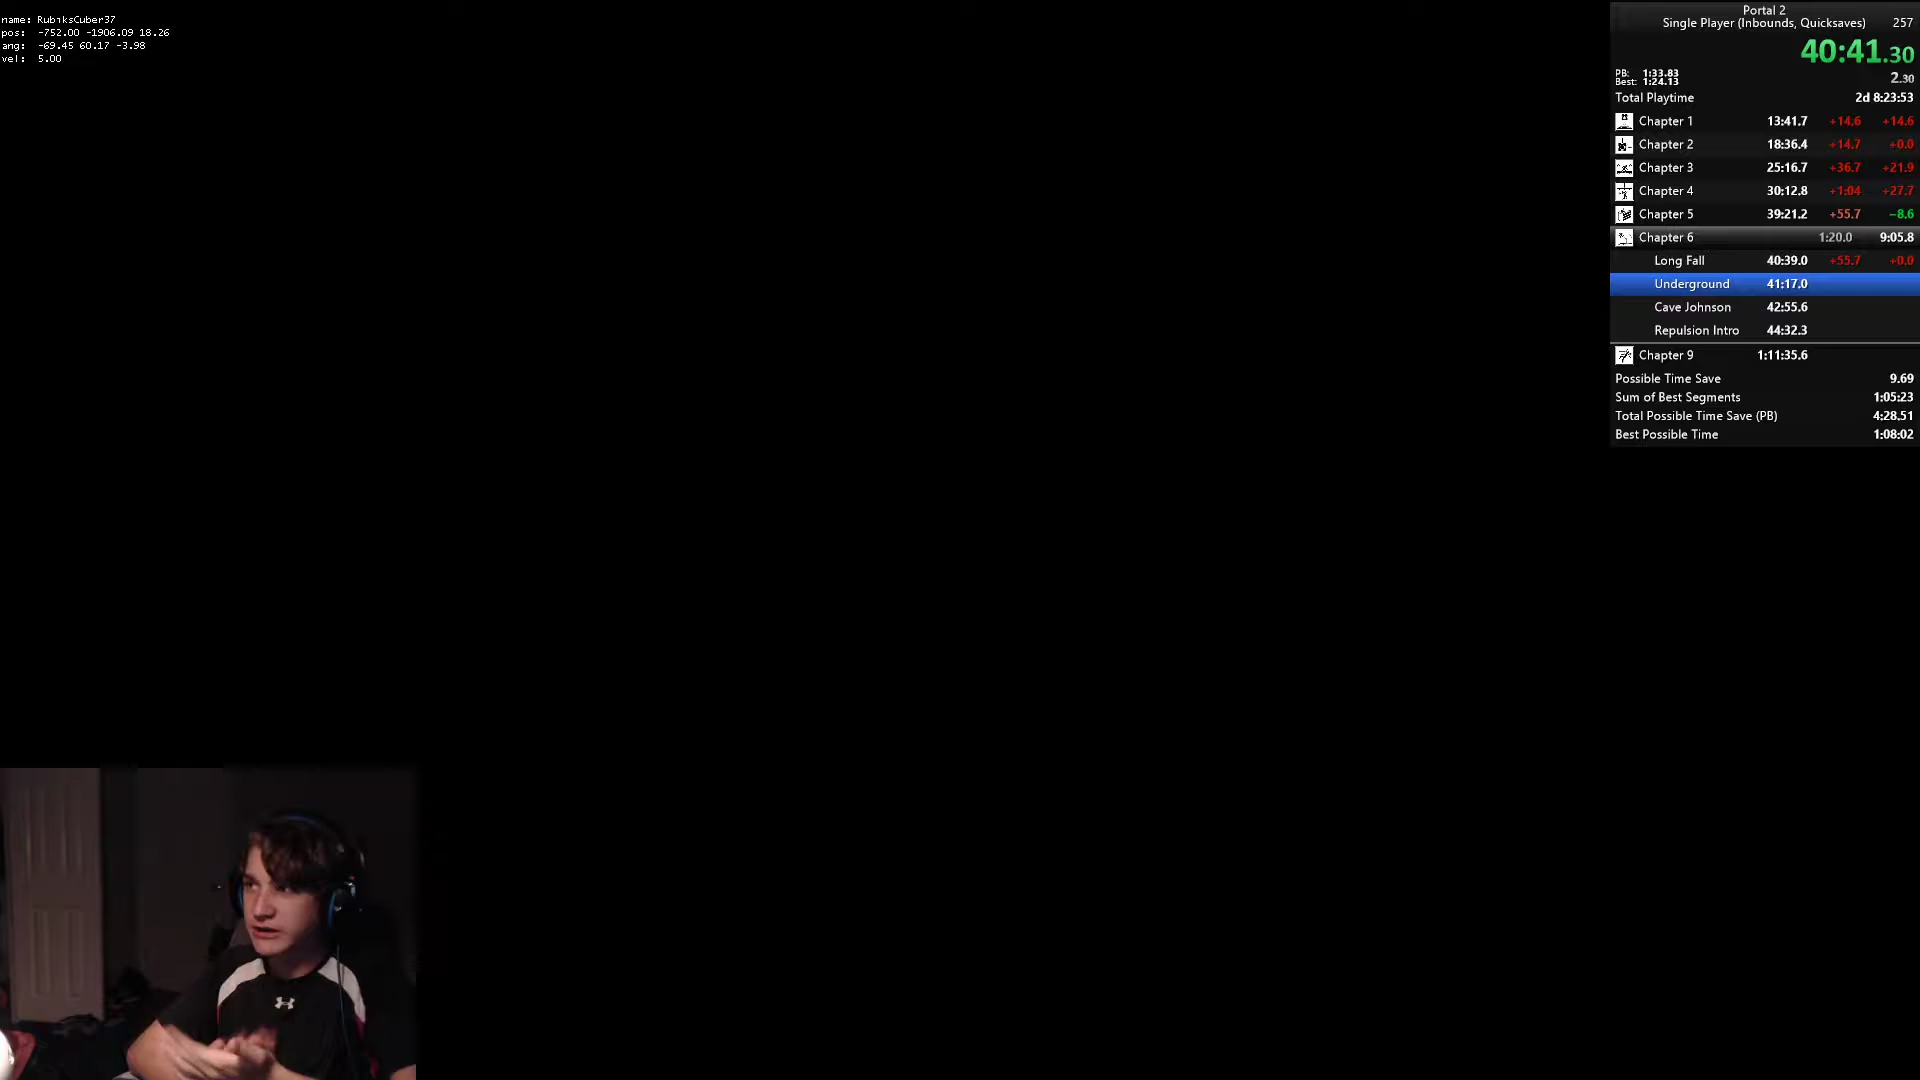 name: RubiksCuber37
pos: -752.00 -1906.09 18.26
ang: -69.45 60.17 -3.98
vel: 5.00
Portal 2
Single Player (Inbounds, Quicksaves) 257
40:41.30
PB: 1:33.83
Best: 1:24.13 2.30
Total Playtime 2d 8:23:53
Chapter 1 13:41.7 +14.6 +14.6
Chapter 2 18:36.4 +14.7 +0.0
Chapter 3 25:16.7 +36.7 +21.9
Chapter 4 30:12.8 +1:04 +27.7
Chapter 5 39:21.2 +55.7 −8.6
Chapter 6 1:20.0 9:05.8
Long Fall 40:39.0 +55.7 +0.0
Underground 41:17.0
Cave Johnson 42:55.6
Repulsion Intro 44:32.3
Chapter 9 1:11:35.6
Possible Time Save 9.69
Sum of Best Segments 1:05:23
Total Possible Time Save (PB) 4:28.51
Best Possible Time 1:08:02